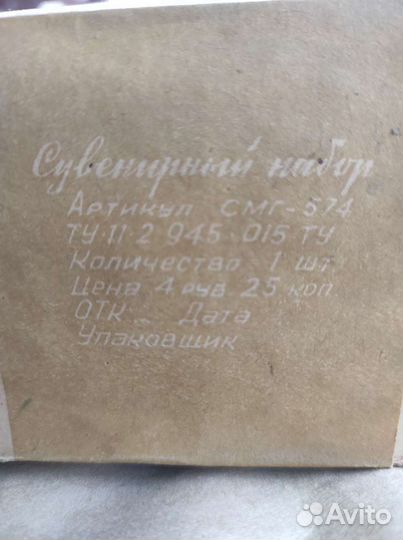 Сувенирный набор
Артикул СМГ-574
ТУ·11·2 945·015 ТУ
Количество 1 шт
Цена 4 руб 25 коп
ОТК Дата
Упаковщик
Avito